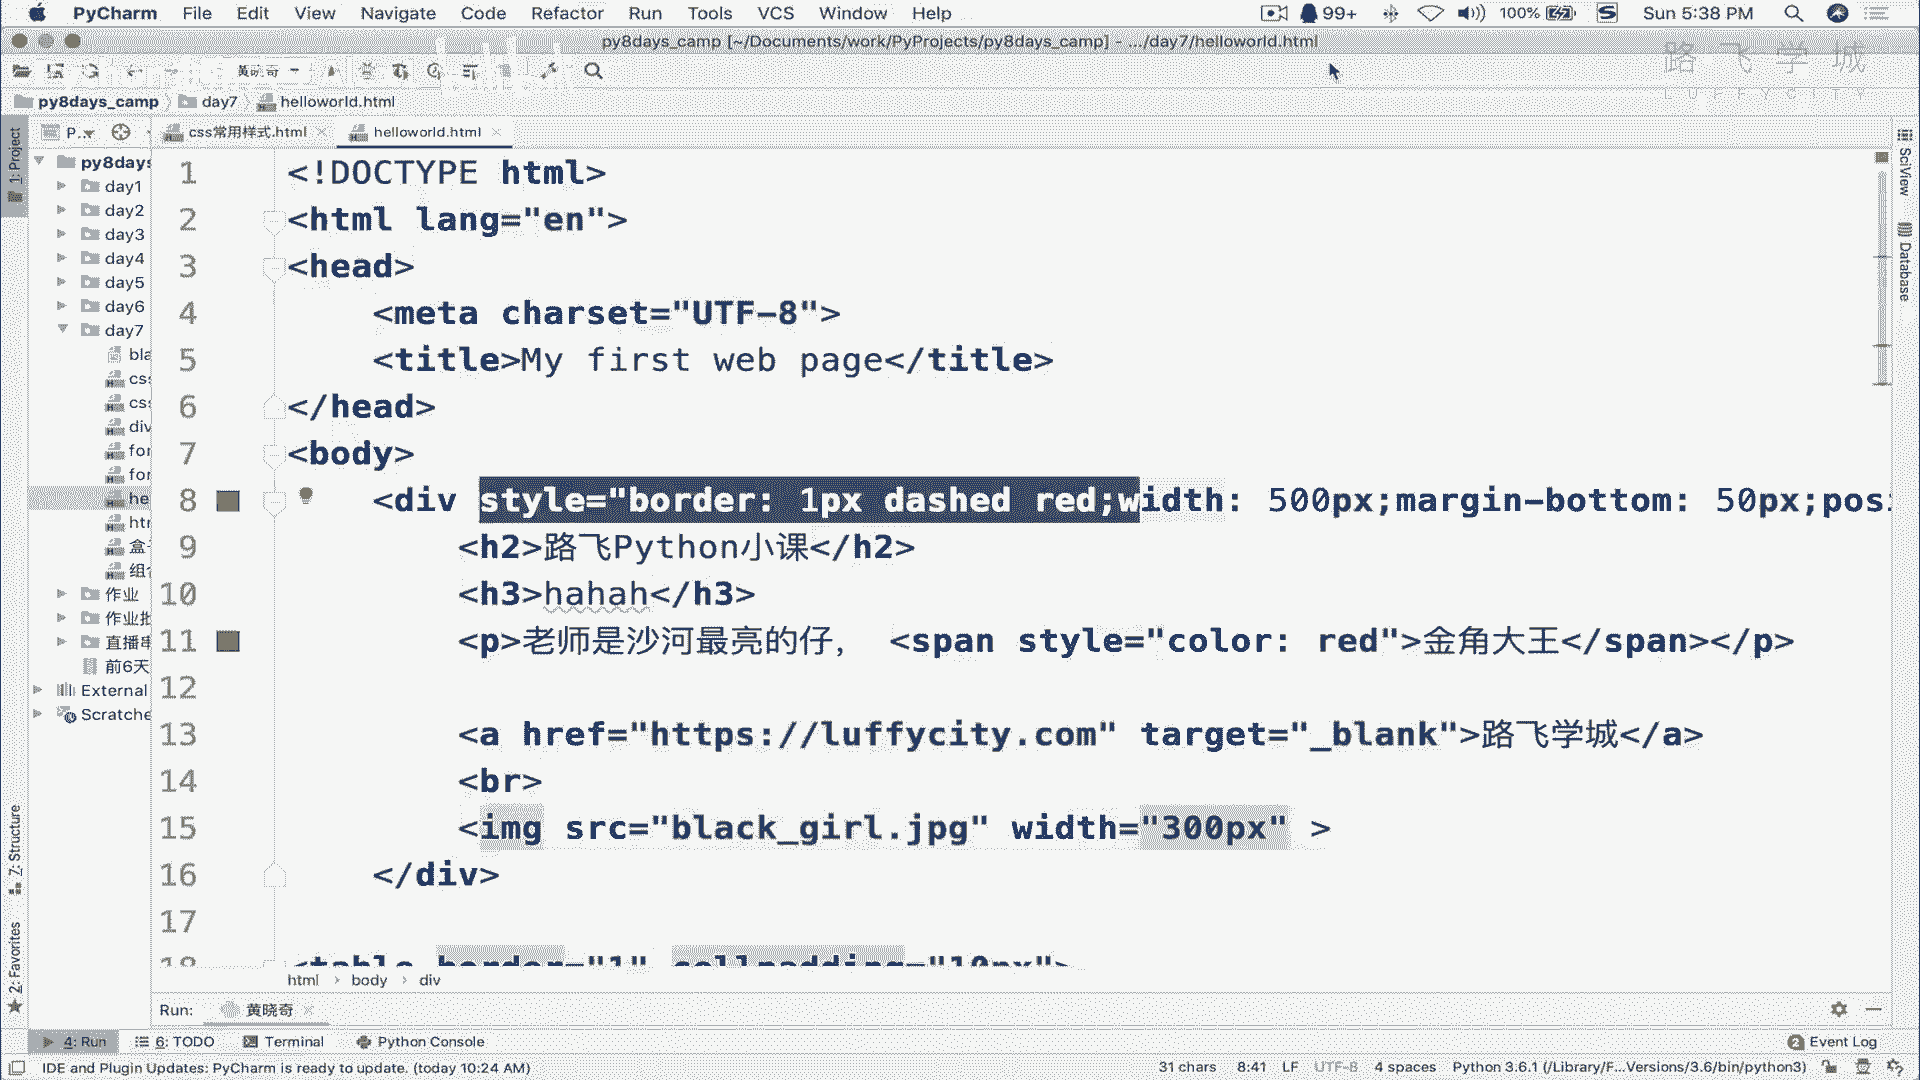 PyCharm File Edit View Navigate Code Refactor Run Tools VCS Window Help 99+ 100% Sun 5:38 PM
py8days_camp [~/Documents/work/PyProjects/py8days_camp] - .../day7/helloworld.html
路飞学城
LUFFYCITY
黄晓奇
py8days_camp day7 helloworld.html
P.. css常用样式.html helloworld.html
1: Project
py8days
day1
day2
day3
day4
day5
day6
day7
bla
css
css
div
for
for
he
htr
盒
组
作业
作业批
直播串
前6天
External
Scratche
7: Structure
2: Favorites
SciView
Database
1 <!DOCTYPE html>
2 <html lang="en">
3 <head>
4 <meta charset="UTF-8">
5 <title>My first web page</title>
6 </head>
7 <body>
8 <div style="border: 1px dashed red;width: 500px;margin-bottom: 50px;posi
9 <h2>路飞Python小课</h2>
10 <h3>hahah</h3>
11 <p>老师是沙河最亮的仔， <span style="color: red">金角大王</span></p>
12
13 <a href="https://luffycity.com" target="_blank">路飞学城</a>
14 <br>
15 <img src="black_girl.jpg" width="300px" >
16 </div>
17
18 <table border="1" cellpadding="10px">
html body div
Run: 黄晓奇
4: Run 6: TODO Terminal Python Console 2 Event Log
IDE and Plugin Updates: PyCharm is ready to update. (today 10:24 AM) 31 chars 8:41 LF UTF-8 4 spaces Python 3.6.1 (/Library/F...Versions/3.6/bin/python3)